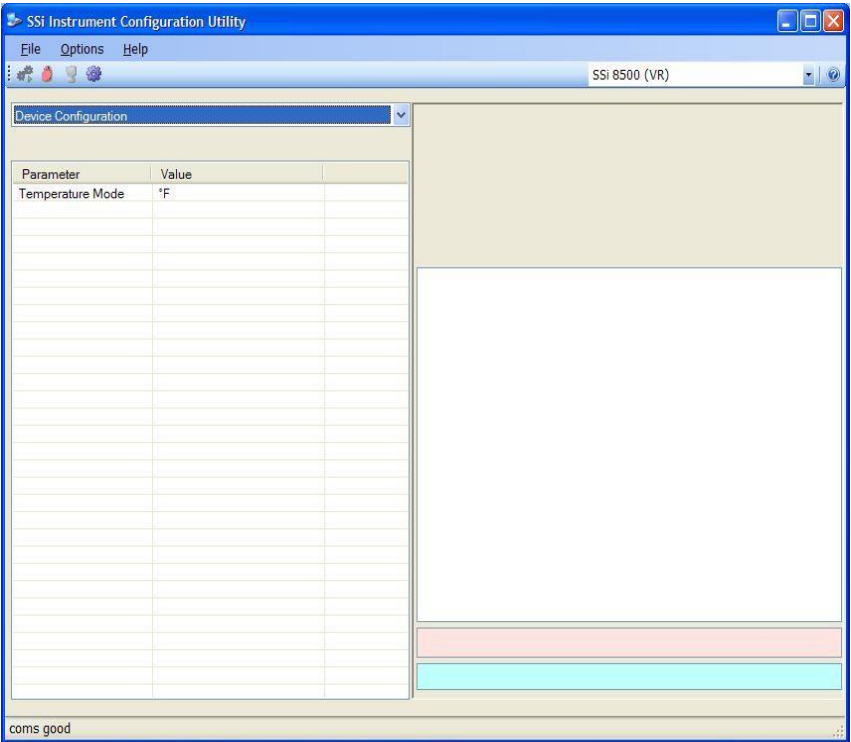 SSi Instrument Configuration Utility
File Options Help
SSi 8500 (VR)
Device Configuration
Parameter Value
Temperature Mode °F
coms good